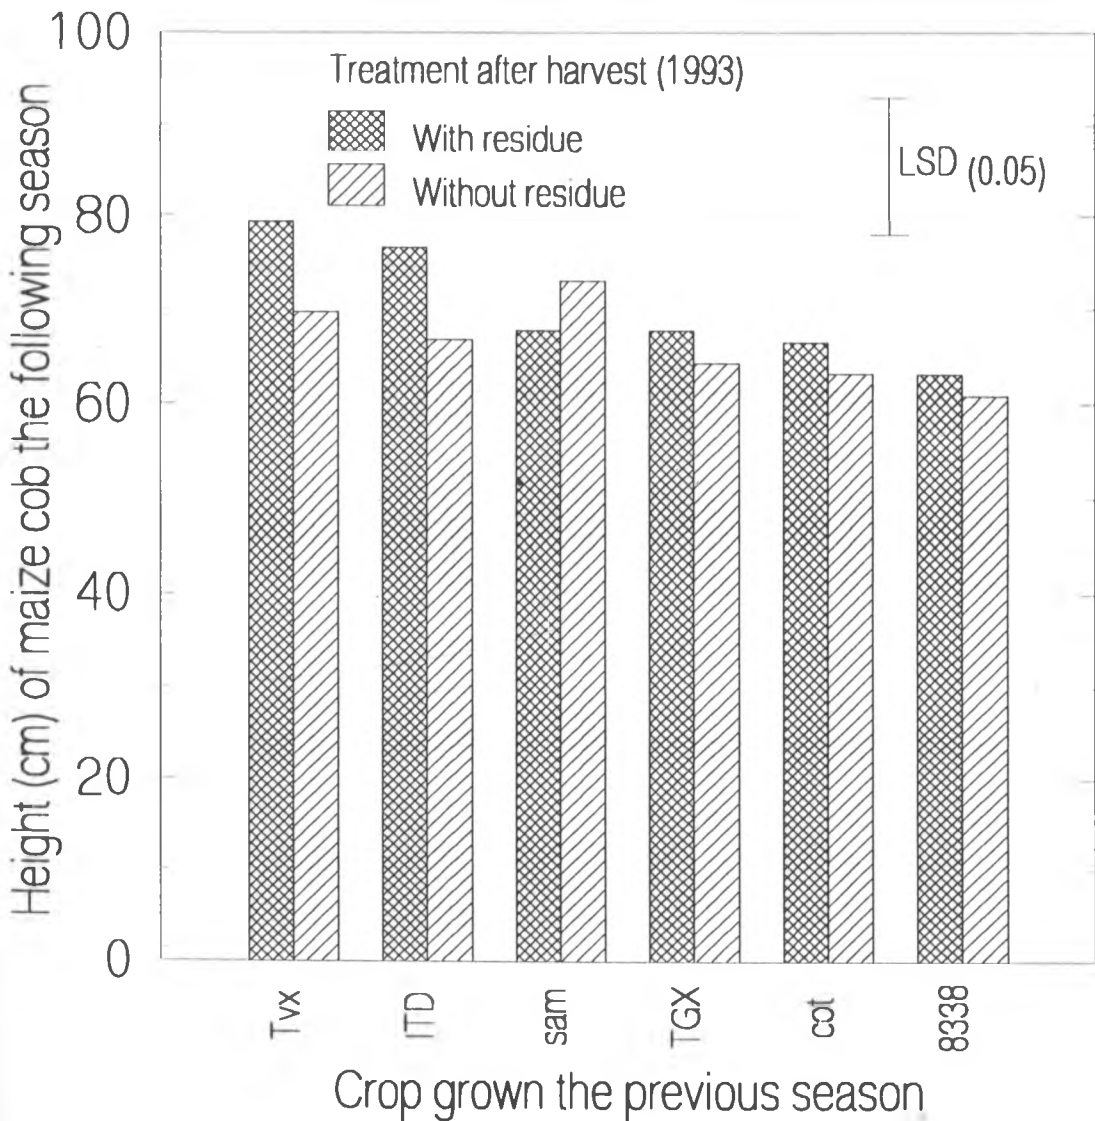 Treatment after harvest (1993)
With residue
Without residue
LSD (0.05)
Height (cm) of maize cob the following season
100
80
60
40
20
0
Tvx
ITD
sam
TGX
cot
8338
Crop grown the previous season